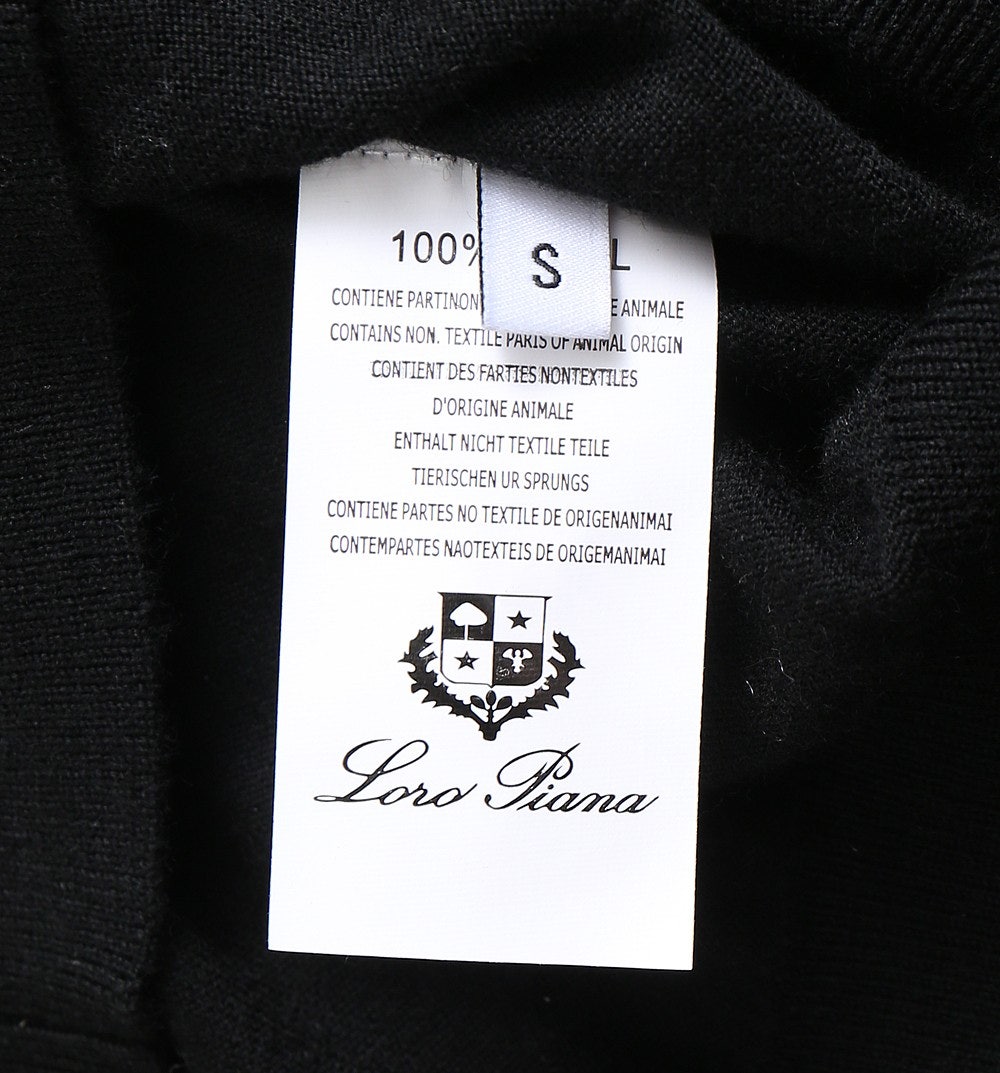 S
100%
CONTIENE PARTINON E ANIMALE
CONTAINS NON. TEXTILE PARIS OF ANIMAL ORIGIN
CONTIENT DES FARTIES NONTEXTILES
D'ORIGINE ANIMALE
ENTHALT NICHT TEXTILE TEILE
TIERISCHEN UR SPRUNGS
CONTIENE PARTES NO TEXTILE DE ORIGENANIMAI
CONTEMPARTES NAOTEXTEIS DE ORIGEMANIMAI
Loro Piana